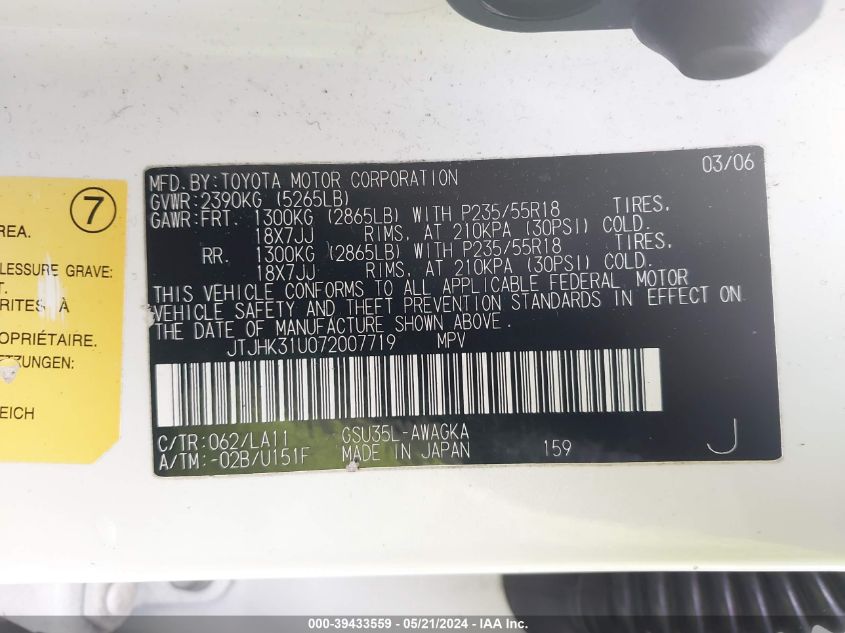 7
REA.
LESSURE GRAVE:
T.
RITES À
OPRIÉTAIRE.
TZUNGEN:
EICH
03/06
MFD. BY: TOYOTA MOTOR CORPORATION
GVWR: 2390KG (5265LB)
GAWR: FRT. 1300KG (2865LB) WITH P235/55R18 TIRES,
18X7JJ RIMS, AT 210KPA (30PSI) COLD.
RR. 1300KG (2865LB) WITH P235/55R18 TIRES,
18X7JJ RIMS, AT 210KPA (30PSI) COLD.
THIS VEHICLE CONFORMS TO ALL APPLICABLE FEDERAL MOTOR
VEHICLE SAFETY AND THEFT PREVENTION STANDARDS IN EFFECT ON
THE DATE OF MANUFACTURE SHOWN ABOVE.
JTJHK31U072007719 MPV
C/TR: 062/LA11 GSU35L-AWAGKA
A/TM: -02B/U151F MADE IN JAPAN 159 J
000-39433559 - 05/21/2024 - IAA Inc.